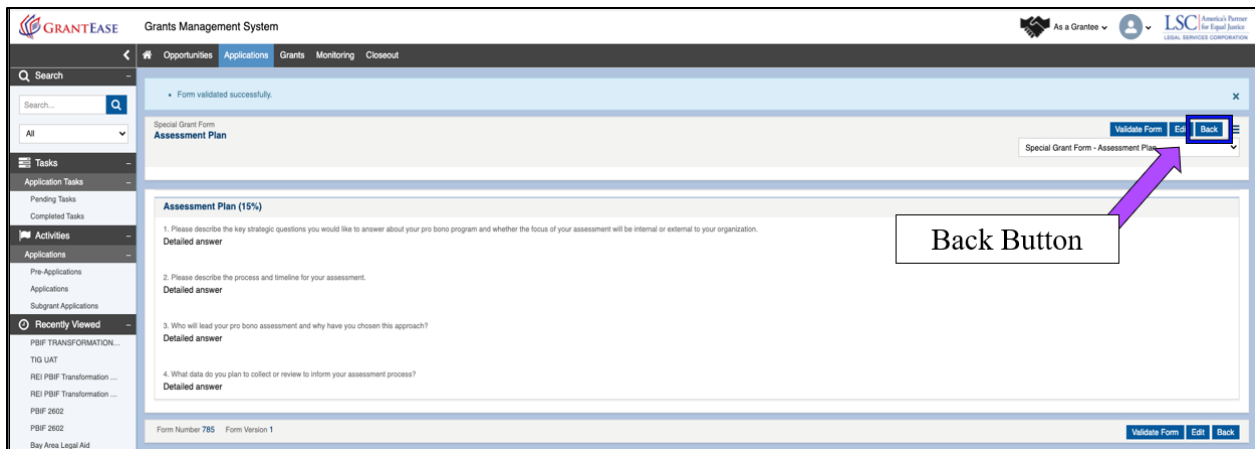 GRANTEASE Grants Management System As a Grantee LSC America's Partner for Equal Justice
LEGAL SERVICES CORPORATION
Opportunities Applications Grants Monitoring Closeout
Search
Search...
All
Tasks
Application Tasks
Pending Tasks
Completed Tasks
Activities
Applications
Pre-Applications
Applications
Subgrant Applications
Recently Viewed
PBIF TRANSFORMATION...
TIG UAT
REI PBIF Transformation ...
REI PBIF Transformation ...
PBIF 2602
PBIF 2602
Bay Area Legal Aid
• Form validated successfully. x
Special Grant Form
Assessment Plan
Validate Form Edit Back
Special Grant Form - Assessment Plan
Back Button
Assessment Plan (15%)
1. Please describe the key strategic questions you would like to answer about your pro bono program and whether the focus of your assessment will be internal or external to your organization.
Detailed answer
2. Please describe the process and timeline for your assessment.
Detailed answer
3. Who will lead your pro bono assessment and why have you chosen this approach?
Detailed answer
4. What data do you plan to collect or review to inform your assessment process?
Detailed answer
Form Number 785 Form Version 1
Validate Form Edit Back